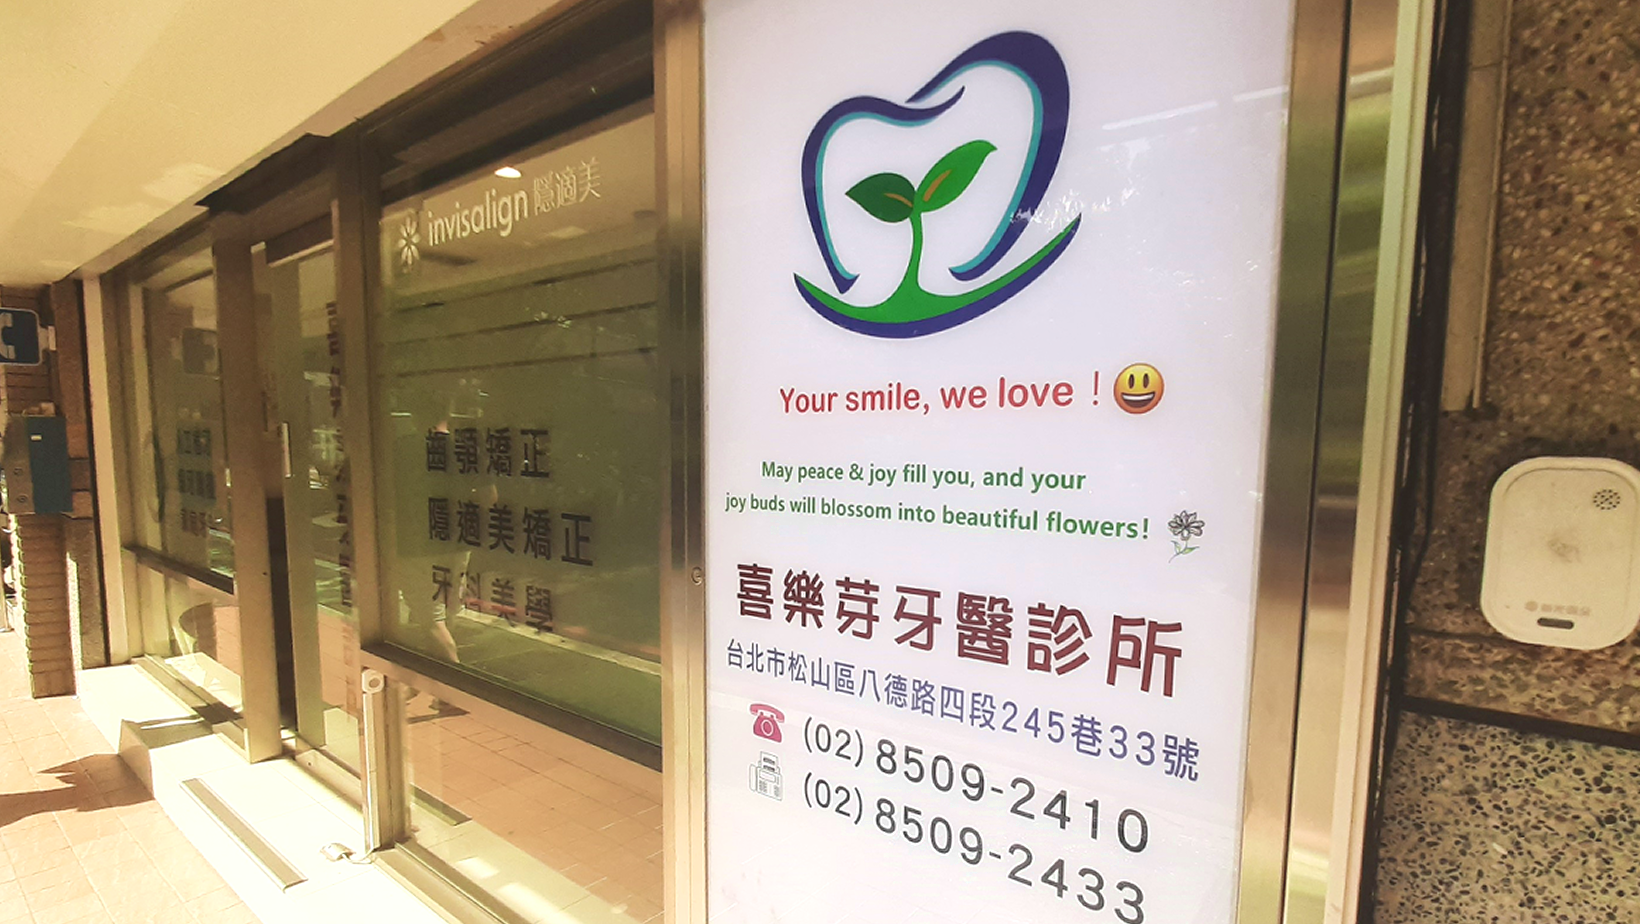 invisalign 隱適美
齒顎矯正
隱適美矯正
牙科美學
Your smile, we love !
May peace & joy fill you, and your
joy buds will blossom into beautiful flowers!
喜樂芽牙醫診所
台北市松山區八德路四段245巷33號
(02) 8509-2410
(02) 8509-2433